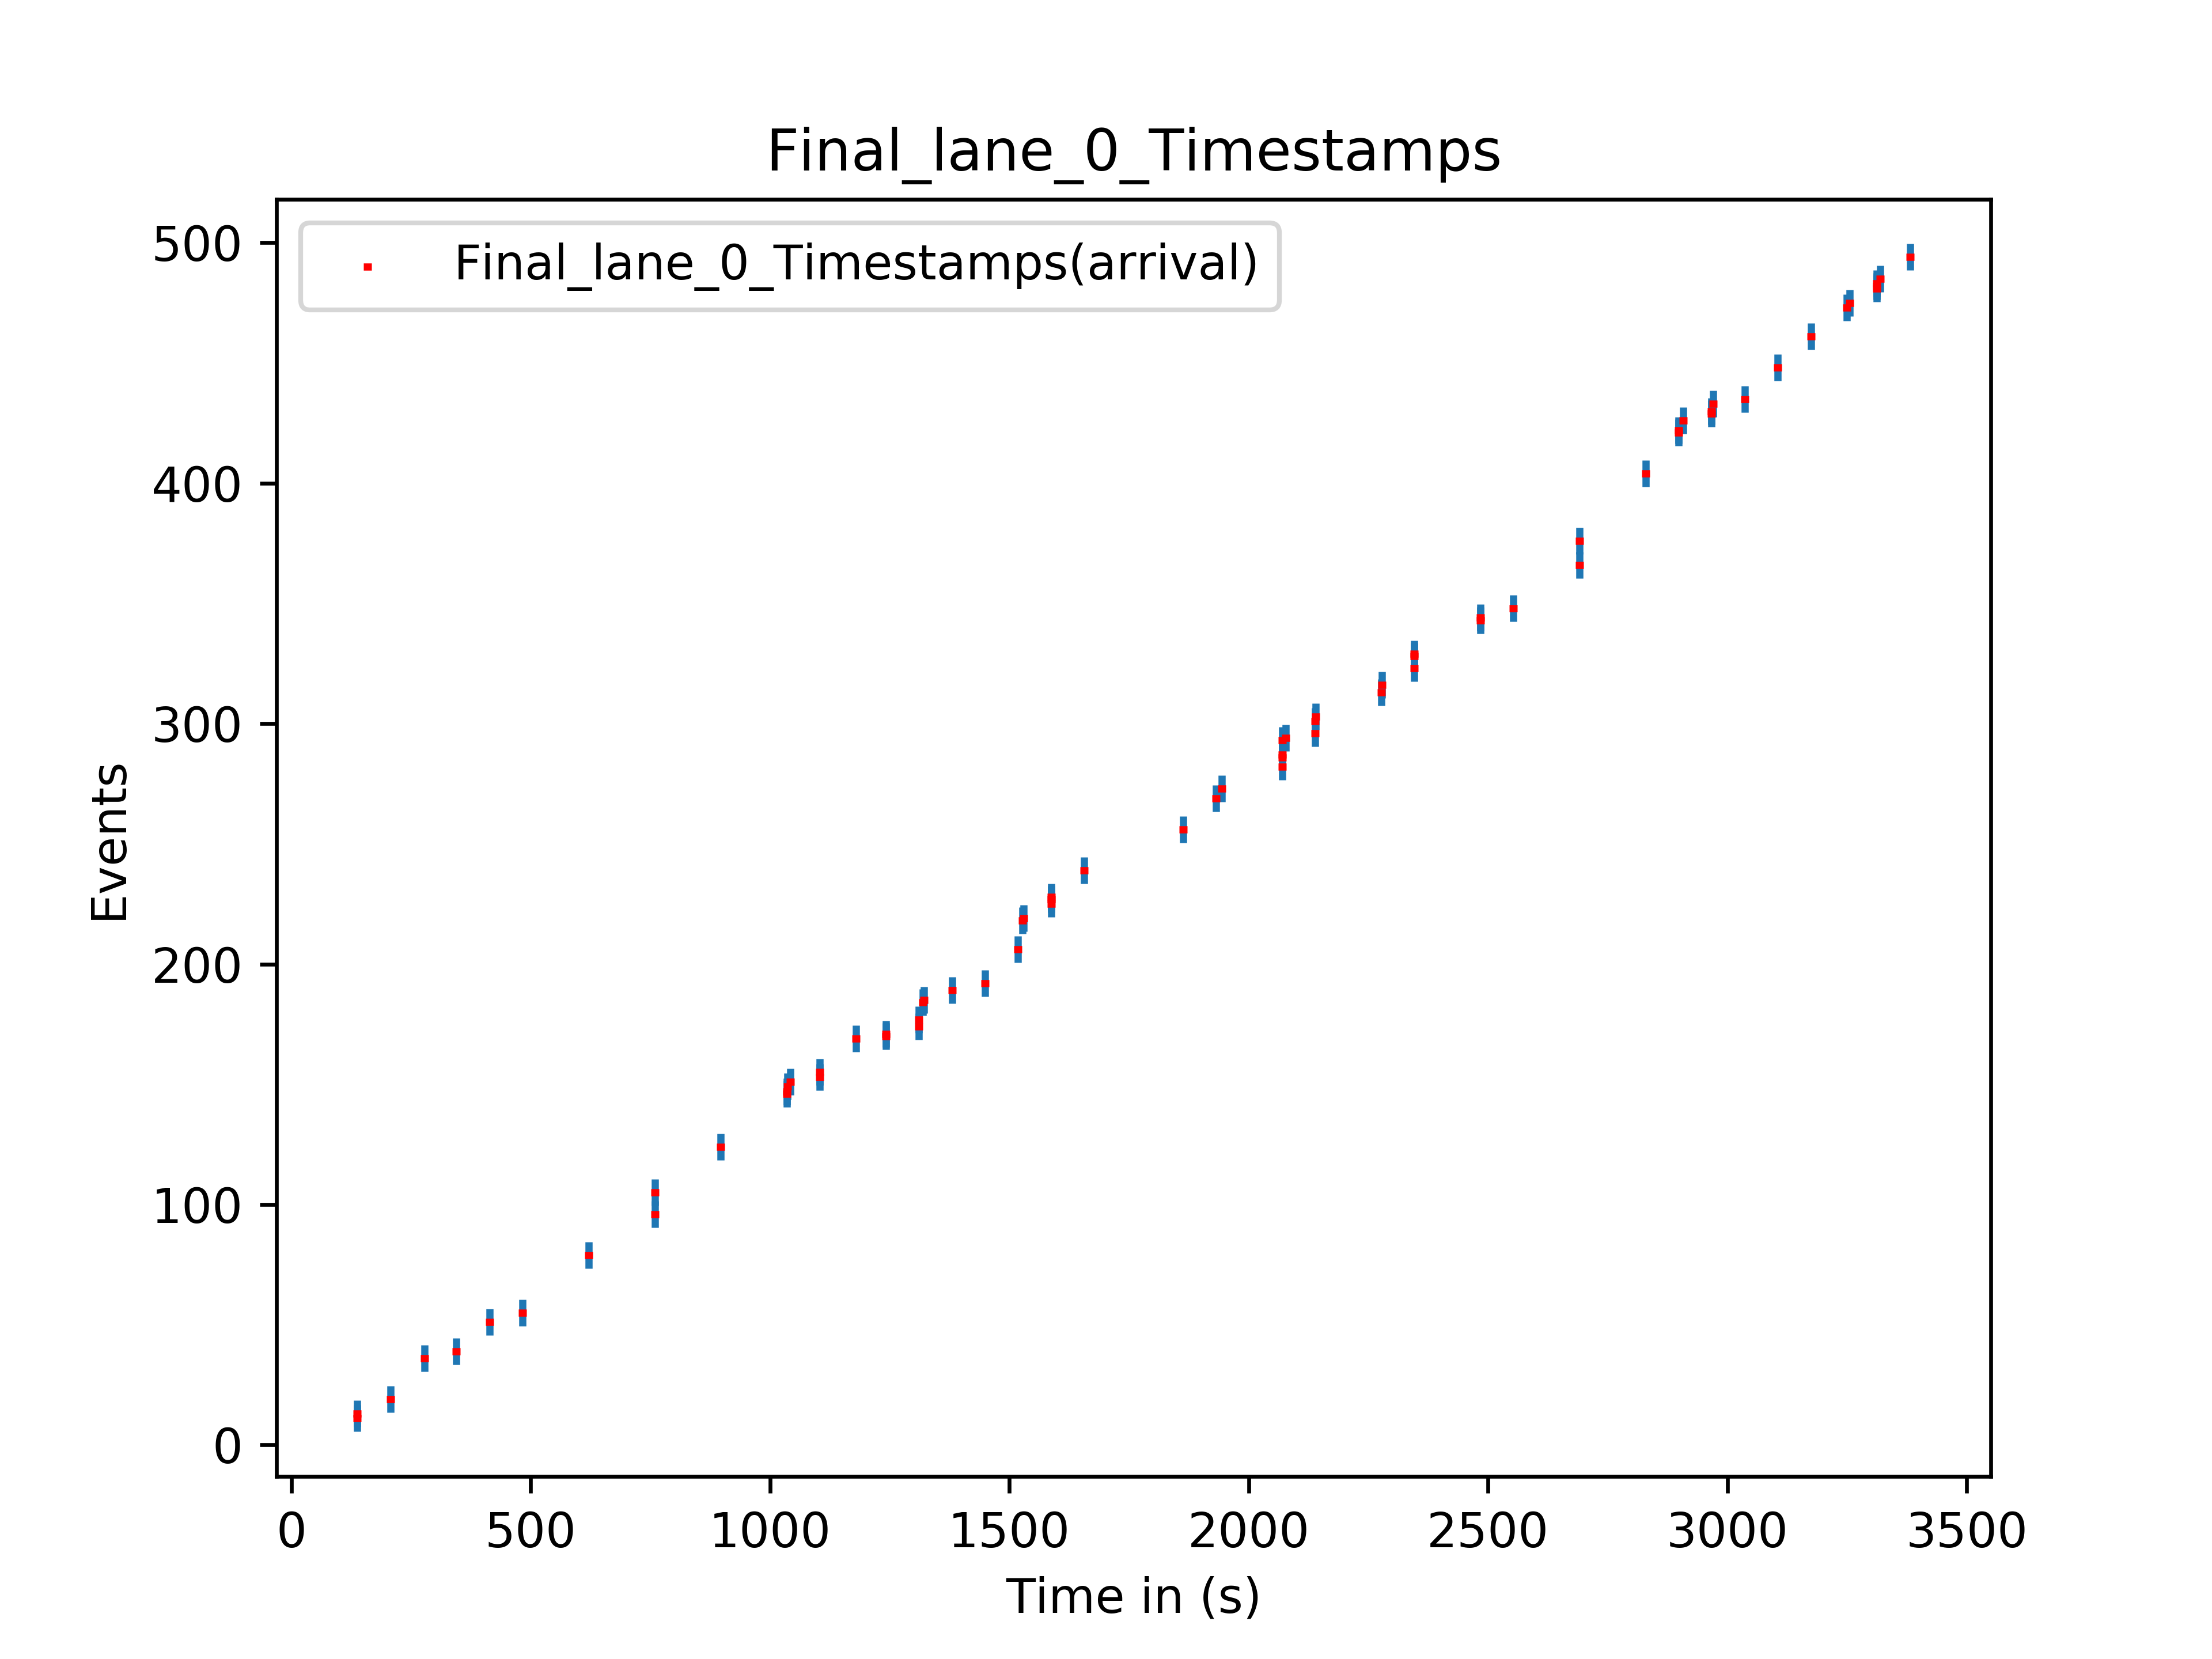 Final_lane_0_Timestamps
Final_lane_0_Timestamps(arrival)
500
400
300
200
100
0
Events
0 500 1000 1500 2000 2500 3000 3500
Time in (s)